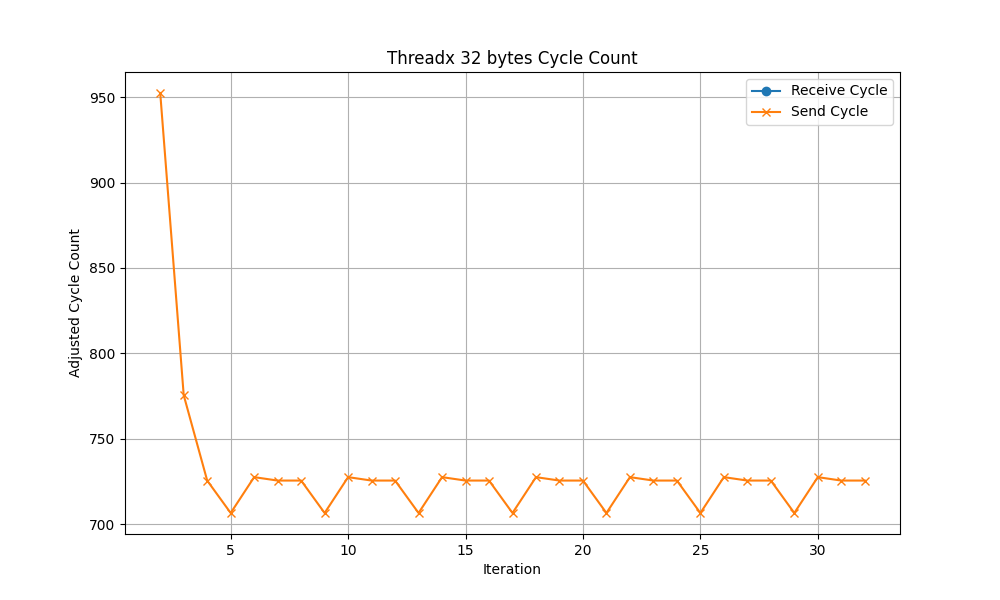 Threadx 32 bytes Cycle Count
Receive Cycle
Send Cycle
Adjusted Cycle Count
950
900
850
800
750
700
5 10 15 20 25 30
Iteration